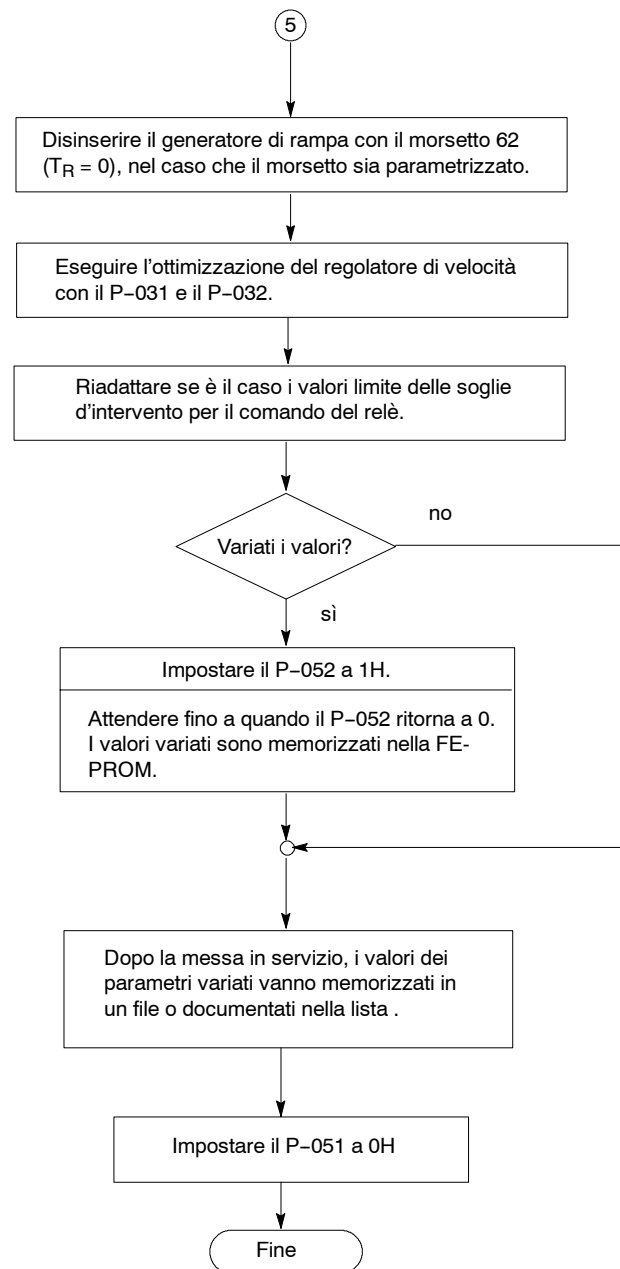 5
Disinserire il generatore di rampa con il morsetto 62
(TR = 0), nel caso che il morsetto sia parametrizzato.
Eseguire l'ottimizzazione del regolatore di velocità
con il P–031 e il P–032.
Riadattare se è il caso i valori limite delle soglie
d'intervento per il comando del relè.
Variati i valori?
no
sì
Impostare il P–052 a 1H.
Attendere fino a quando il P–052 ritorna a 0.
I valori variati sono memorizzati nella FE-
PROM.
Dopo la messa in servizio, i valori dei
parametri variati vanno memorizzati in
un file o documentati nella lista .
Impostare il P–051 a 0H
Fine